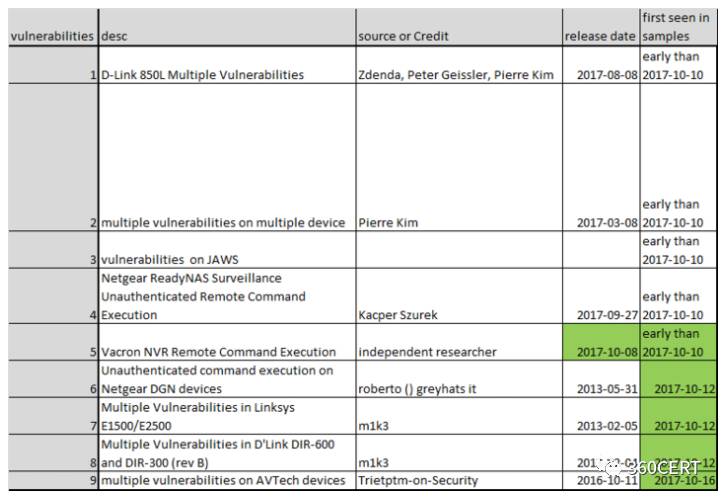 vulnerabilities desc source or Credit release date first seen in
samples
1 D-Link 850L Multiple Vulnerabilities Zdenda, Peter Geissler, Pierre Kim 2017-08-08 early than
2017-10-10
2 multiple vulnerabilities on multiple device Pierre Kim 2017-03-08 early than
2017-10-10
3 vulnerabilities on JAWS early than
2017-10-10
4 Netgear ReadyNAS Surveillance
Unauthenticated Remote Command
Execution Kacper Szurek 2017-09-27 early than
2017-10-10
5 Vacron NVR Remote Command Execution independent researcher 2017-10-08 early than
2017-10-10
6 Unauthenticated command execution on
Netgear DGN devices roberto () greyhats it 2013-05-31 2017-10-12
7 Multiple Vulnerabilities in Linksys
E1500/E2500 m1k3 2013-02-05 2017-10-12
8 Multiple Vulnerabilities in D'Link DIR-600
and DIR-300 (rev B) m1k3
9 multiple vulnerabilities on AVTech devices Trietptm-on-Security 2016-10-11 2017-10-16
360CERT